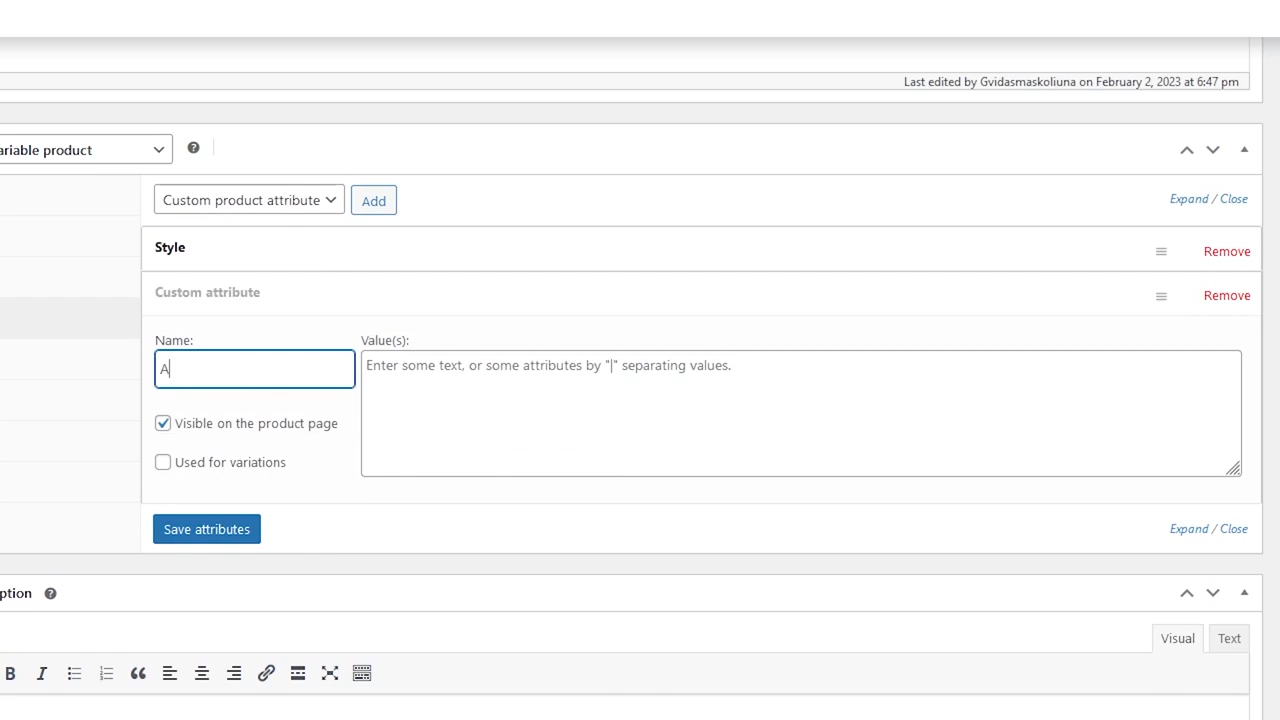 Last edited by Gvidasmaskoliuna on February 2, 2023 at 6:47 pm
ariable product
Custom product attribute Add Expand / Close
Style Remove
Custom attribute Remove
Name: Value(s):
A Enter some text, or some attributes by "|" separating values.
Visible on the product page
Used for variations
Save attributes Expand / Close
ption
Visual Text
B I